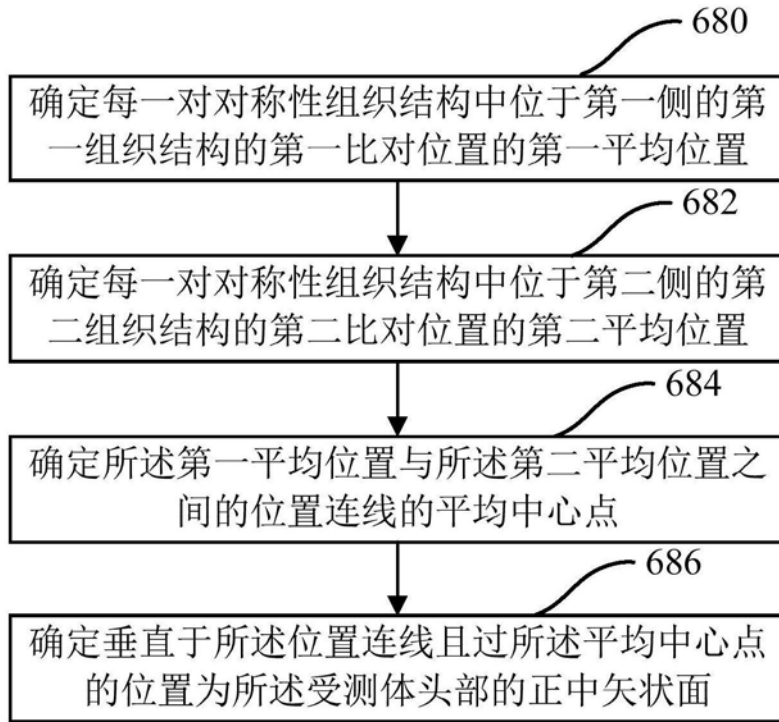 680
确定每一对对称性组织结构中位于第一侧的第
一组织结构的第一比对位置的第一平均位置
682
确定每一对对称性组织结构中位于第二侧的第
二组织结构的第二比对位置的第二平均位置
684
确定所述第一平均位置与所述第二平均位置之
间的位置连线的平均中心点
686
确定垂直于所述位置连线且过所述平均中心点
的位置为所述受测体头部的正中矢状面